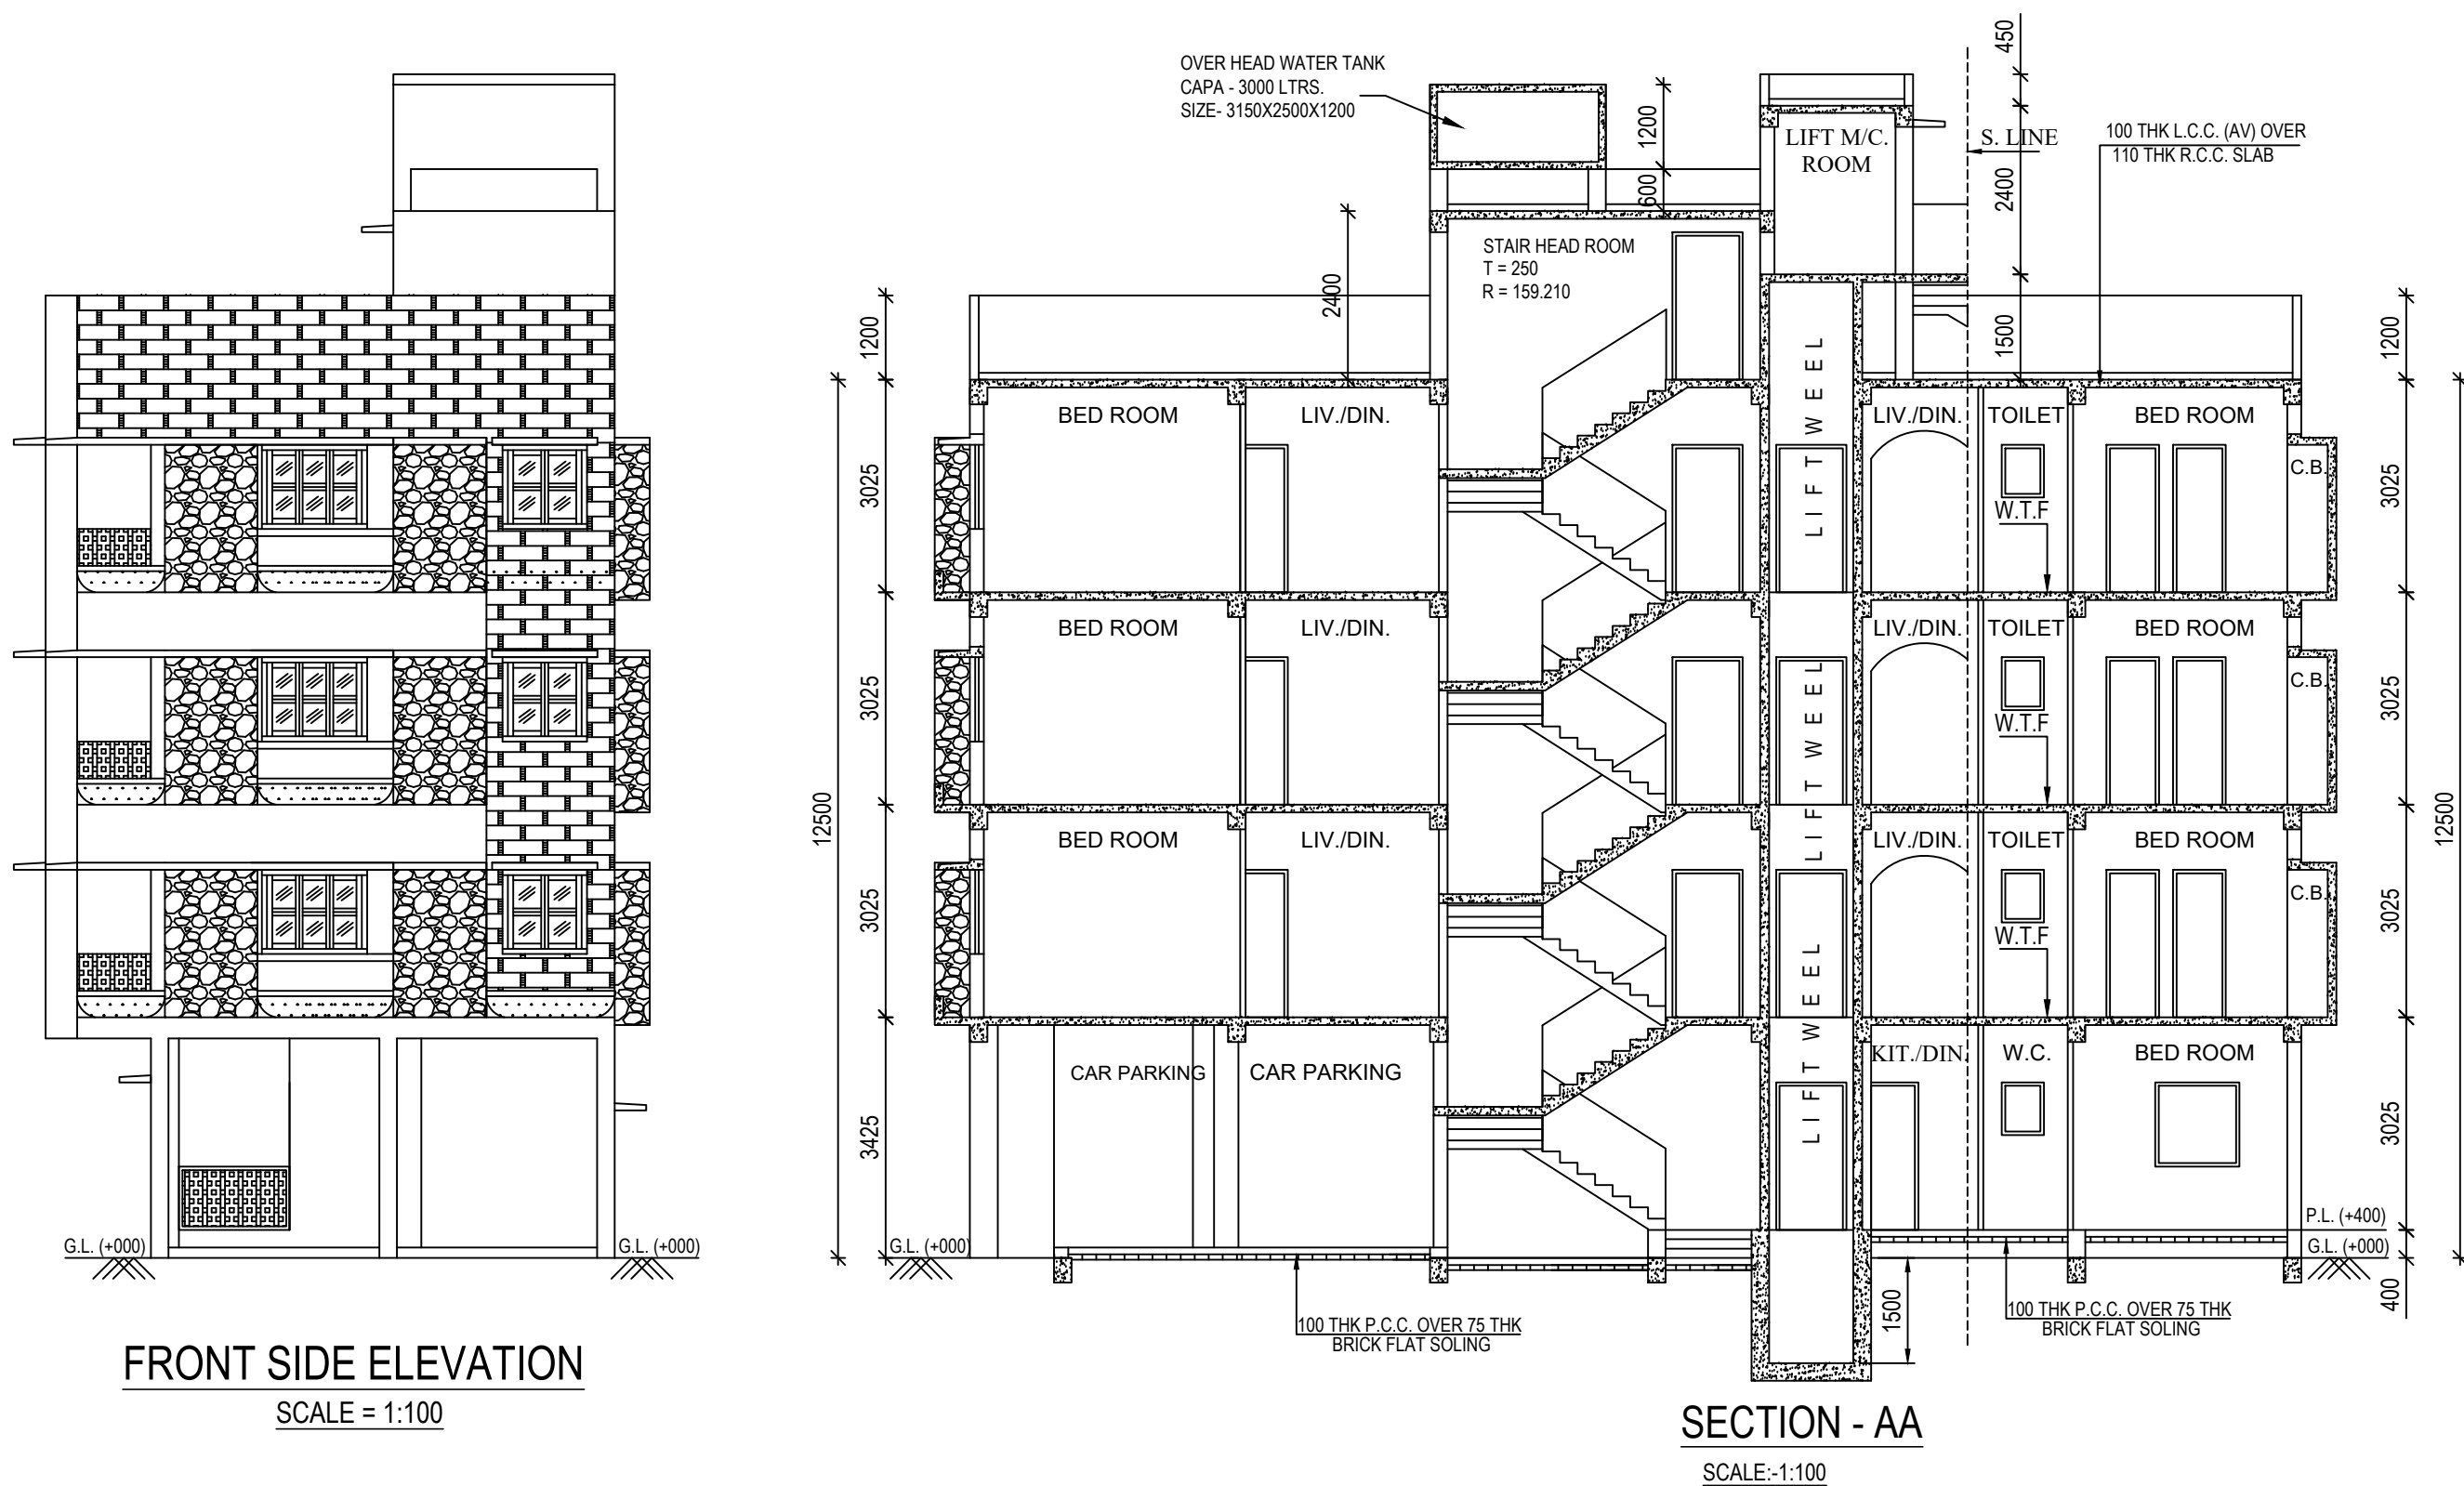 OVER HEAD WATER TANK
CAPA - 3000 LTRS.
SIZE- 3150X2500X1200
1200
600
LIFT M/C.
ROOM
S. LINE
450
2400
1500
100 THK L.C.C. (AV) OVER
110 THK R.C.C. SLAB
STAIR HEAD ROOM
T = 250
R = 159.210
2400
1200
1200
BED ROOM
LIV./DIN.
LIFT WEEL
LIV./DIN.
TOILET
BED ROOM
C.B.
W.T.F
3025
3025
BED ROOM
LIV./DIN.
LIFT WEEL
LIV./DIN.
TOILET
BED ROOM
C.B.
W.T.F
3025
3025
12500
12500
BED ROOM
LIV./DIN.
LIV./DIN.
TOILET
BED ROOM
C.B.
W.T.F
3025
3025
CAR PARKING
CAR PARKING
LIFT WEEL
KIT./DIN.
W.C.
BED ROOM
3425
3025
P.L. (+400)
G.L. (+000)
G.L. (+000)
G.L. (+000)
G.L. (+000)
400
1500
100 THK P.C.C. OVER 75 THK
BRICK FLAT SOLING
100 THK P.C.C. OVER 75 THK
BRICK FLAT SOLING
FRONT SIDE ELEVATION
SCALE = 1:100
SECTION - AA
SCALE:-1:100